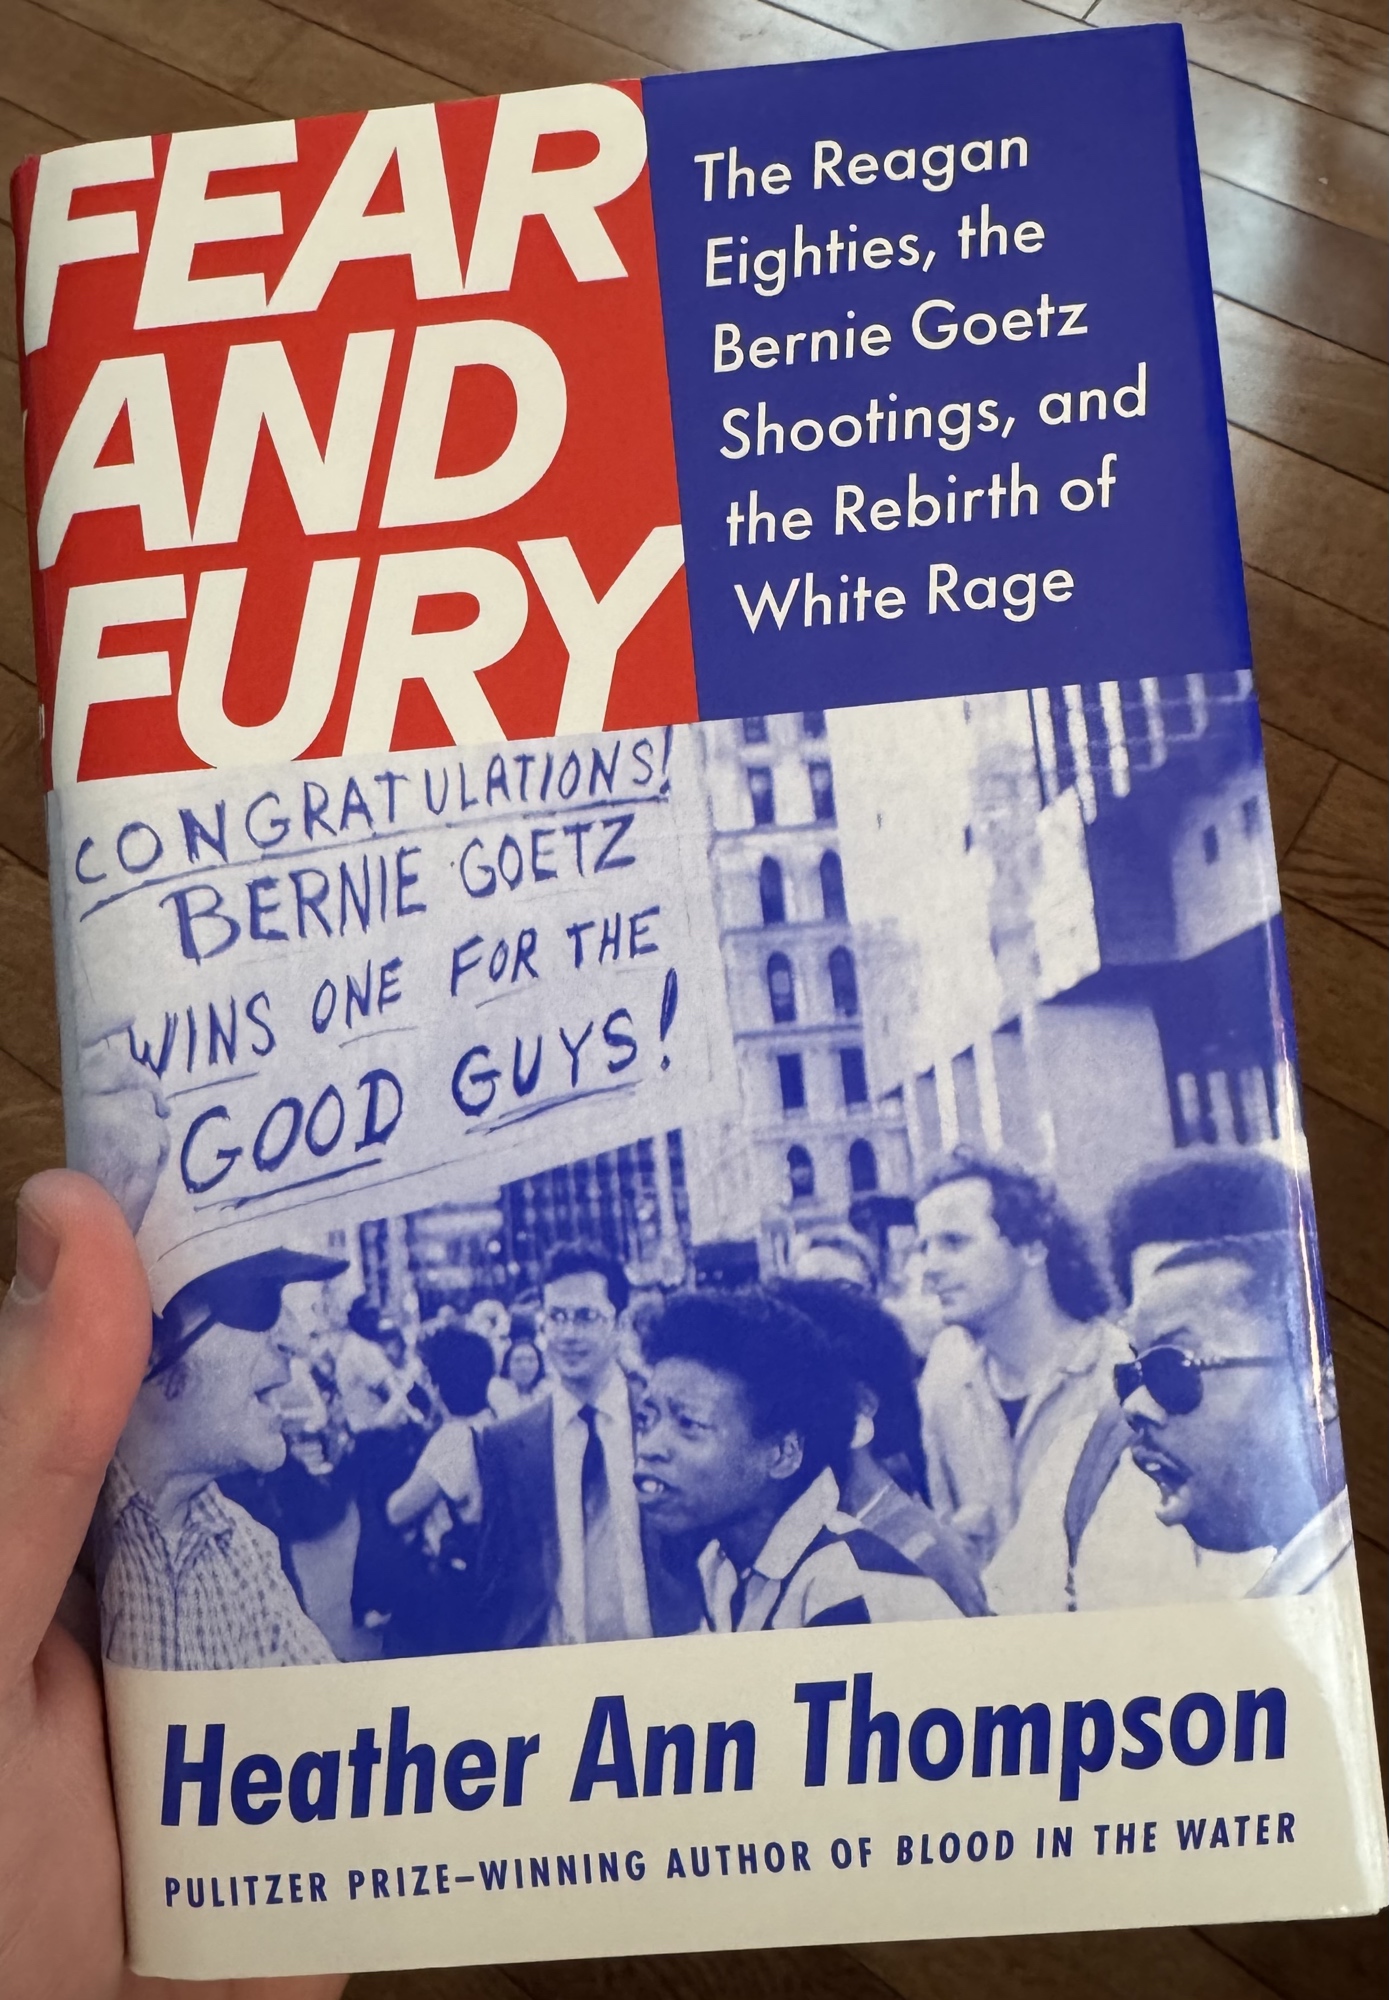 FEAR
AND
FURY
The Reagan
Eighties, the
Bernie Goetz
Shootings, and
the Rebirth of
White Rage
CONGRATULATIONS!
BERNIE GOETZ
WINS ONE FOR THE
GOOD GUYS!
Heather Ann Thompson
PULITZER PRIZE–WINNING AUTHOR OF BLOOD IN THE WATER